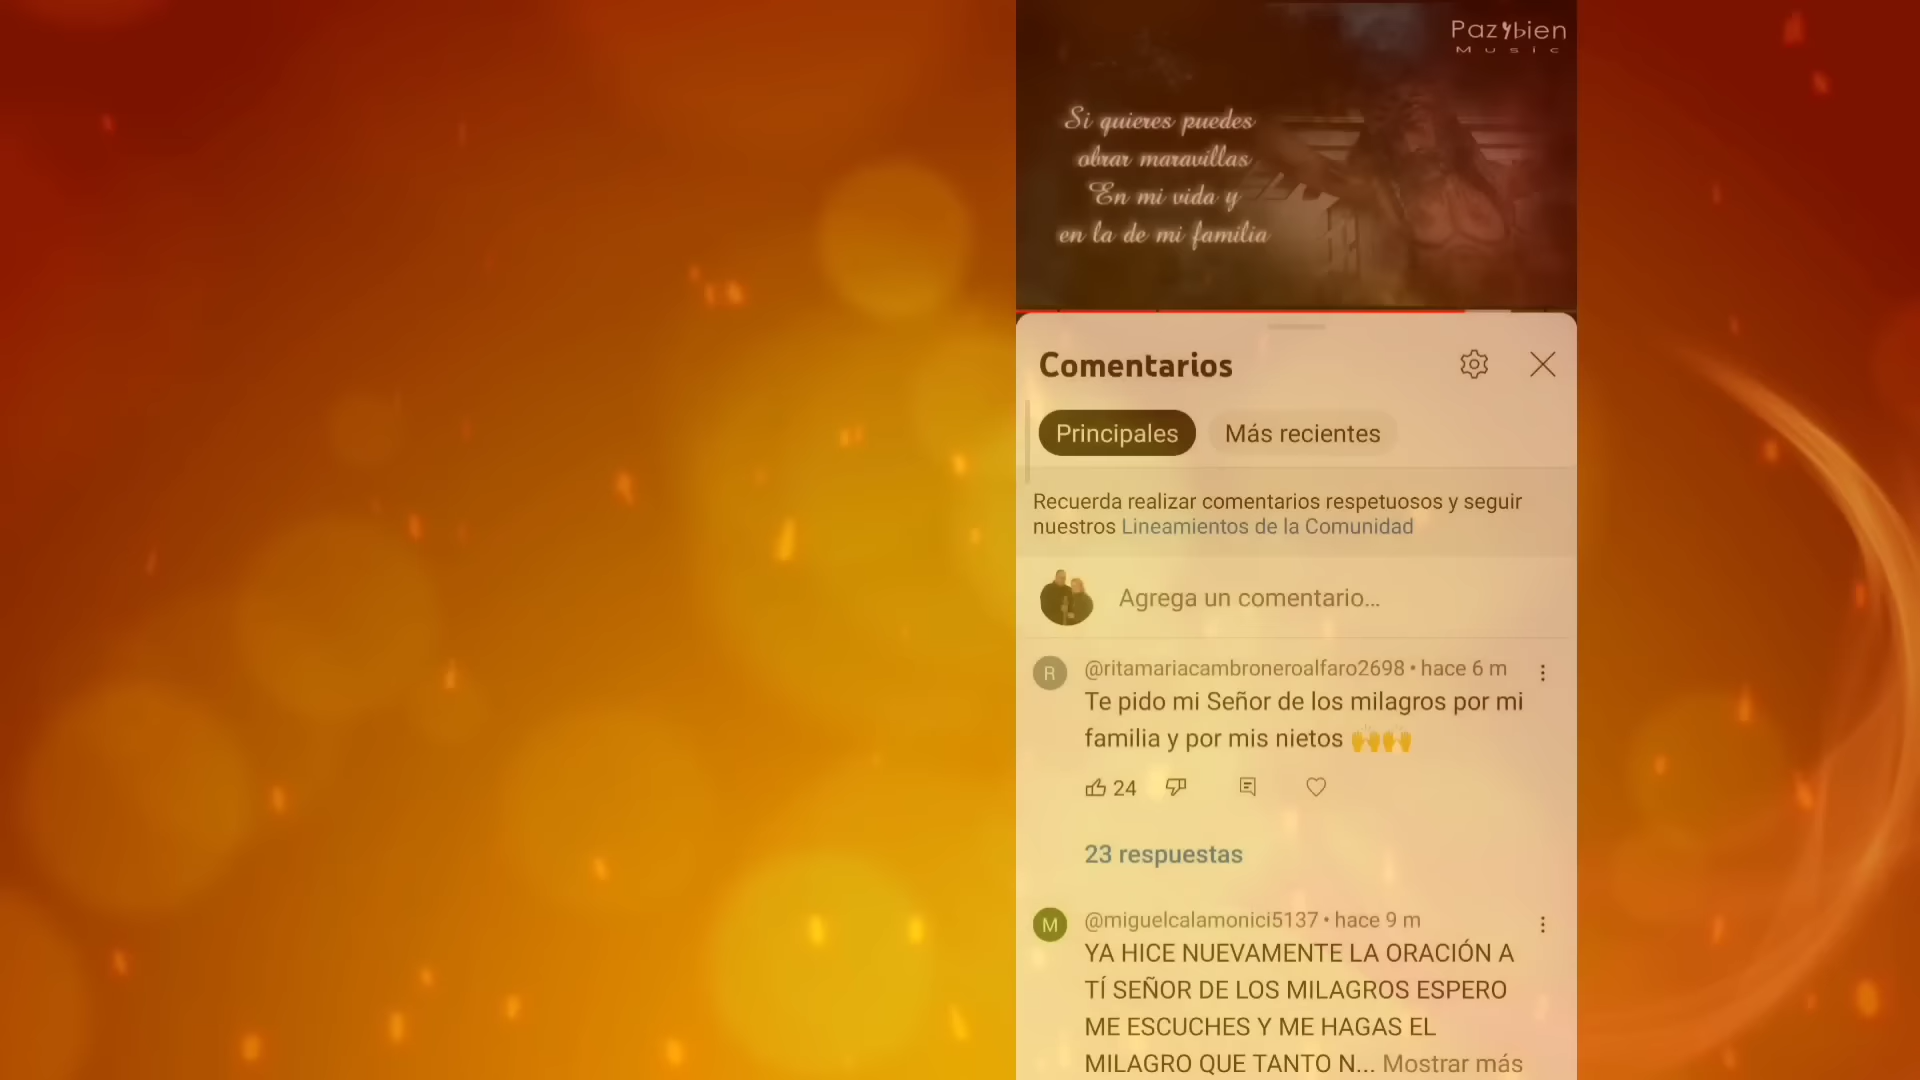 Pazybien
Music
Si quieres puedes
obrar maravillas
En mi vida y
en la de mi familia
Comentarios
Principales
Más recientes
Recuerda realizar comentarios respetuosos y seguir
nuestros Lineamientos de la Comunidad
Agrega un comentario...
R
@ritamariacambroneroalfaro2698 • hace 6 m
Te pido mi Señor de los milagros por mi
familia y por mis nietos 🙌🙌
24
23 respuestas
M
@miguelcalamonici5137 • hace 9 m
YA HICE NUEVAMENTE LA ORACIÓN A
TÍ SEÑOR DE LOS MILAGROS ESPERO
ME ESCUCHES Y ME HAGAS EL
MILAGRO QUE TANTO N... Mostrar más